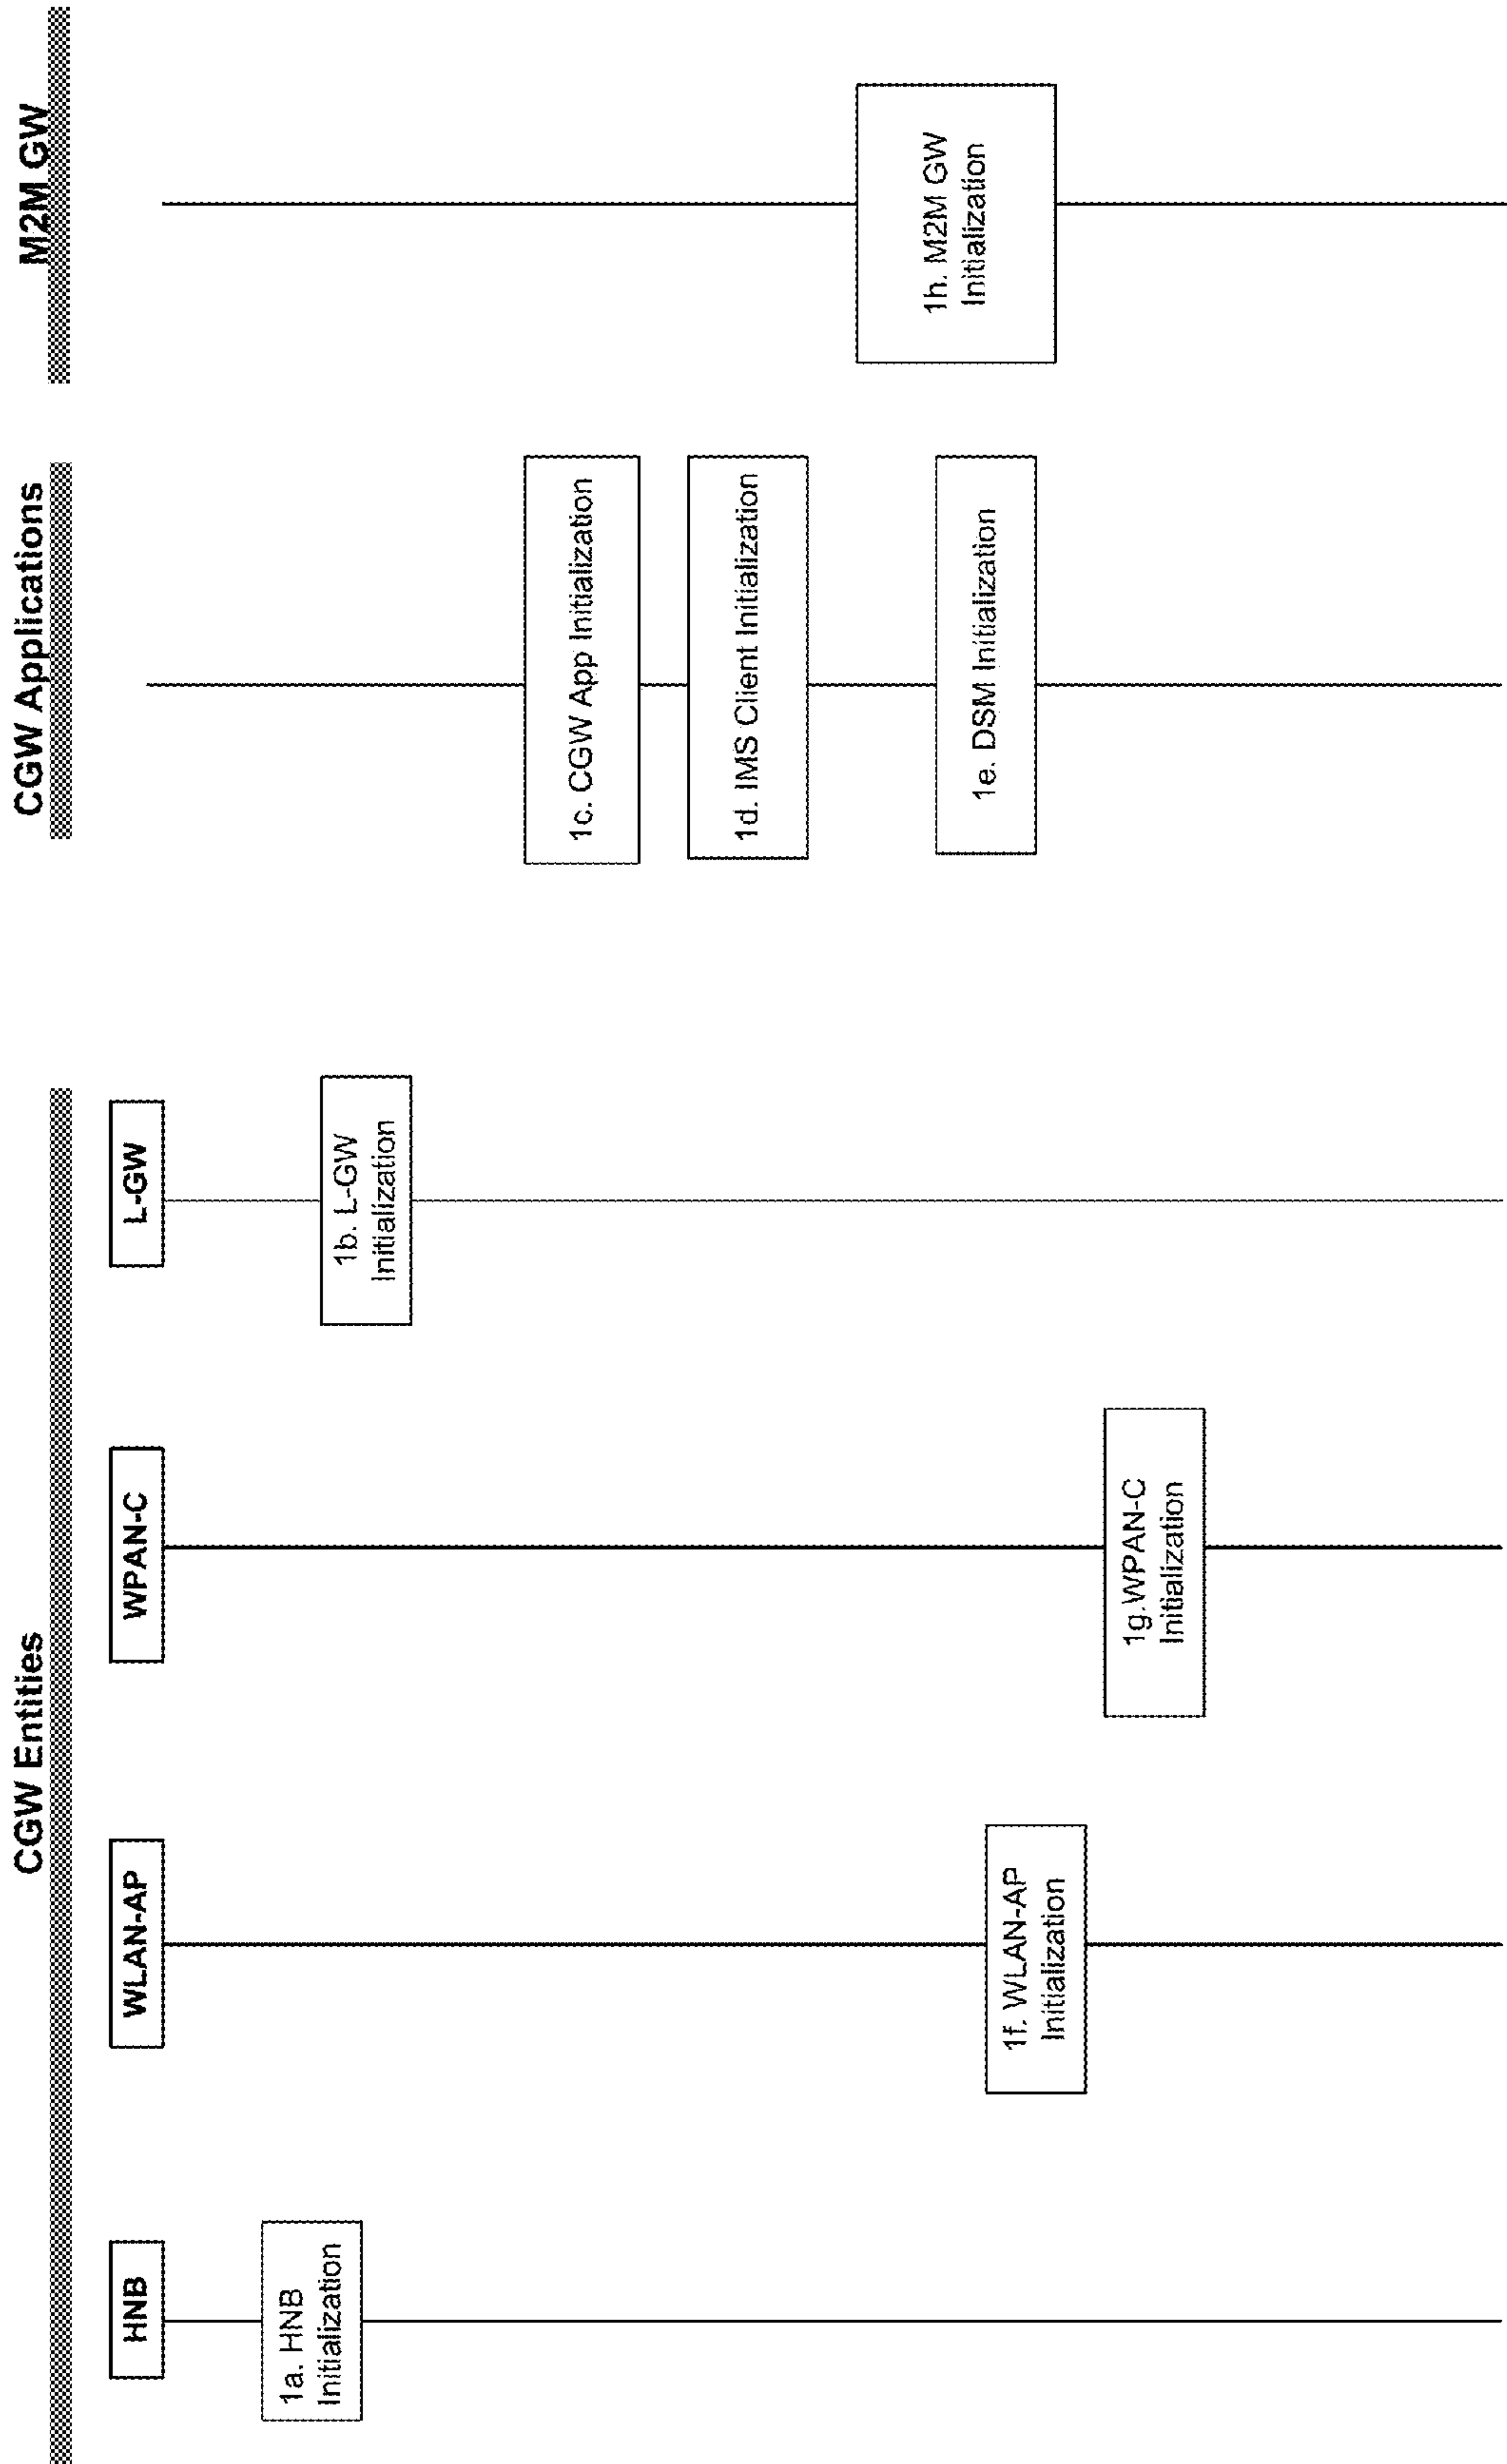 CGW Entities
CGW Applications
M2M GW
HNB
WLAN-AP
WPAN-C
L-GW
1a. HNB
Initialization
1b. L-GW
Initialization
1c. CGW App Initialization
1d. IMS Client Initialization
1e. DSM Initialization
1h. M2M GW
Initialization
1f. WLAN-AP
Initialization
1g.WPAN-C
Initialization